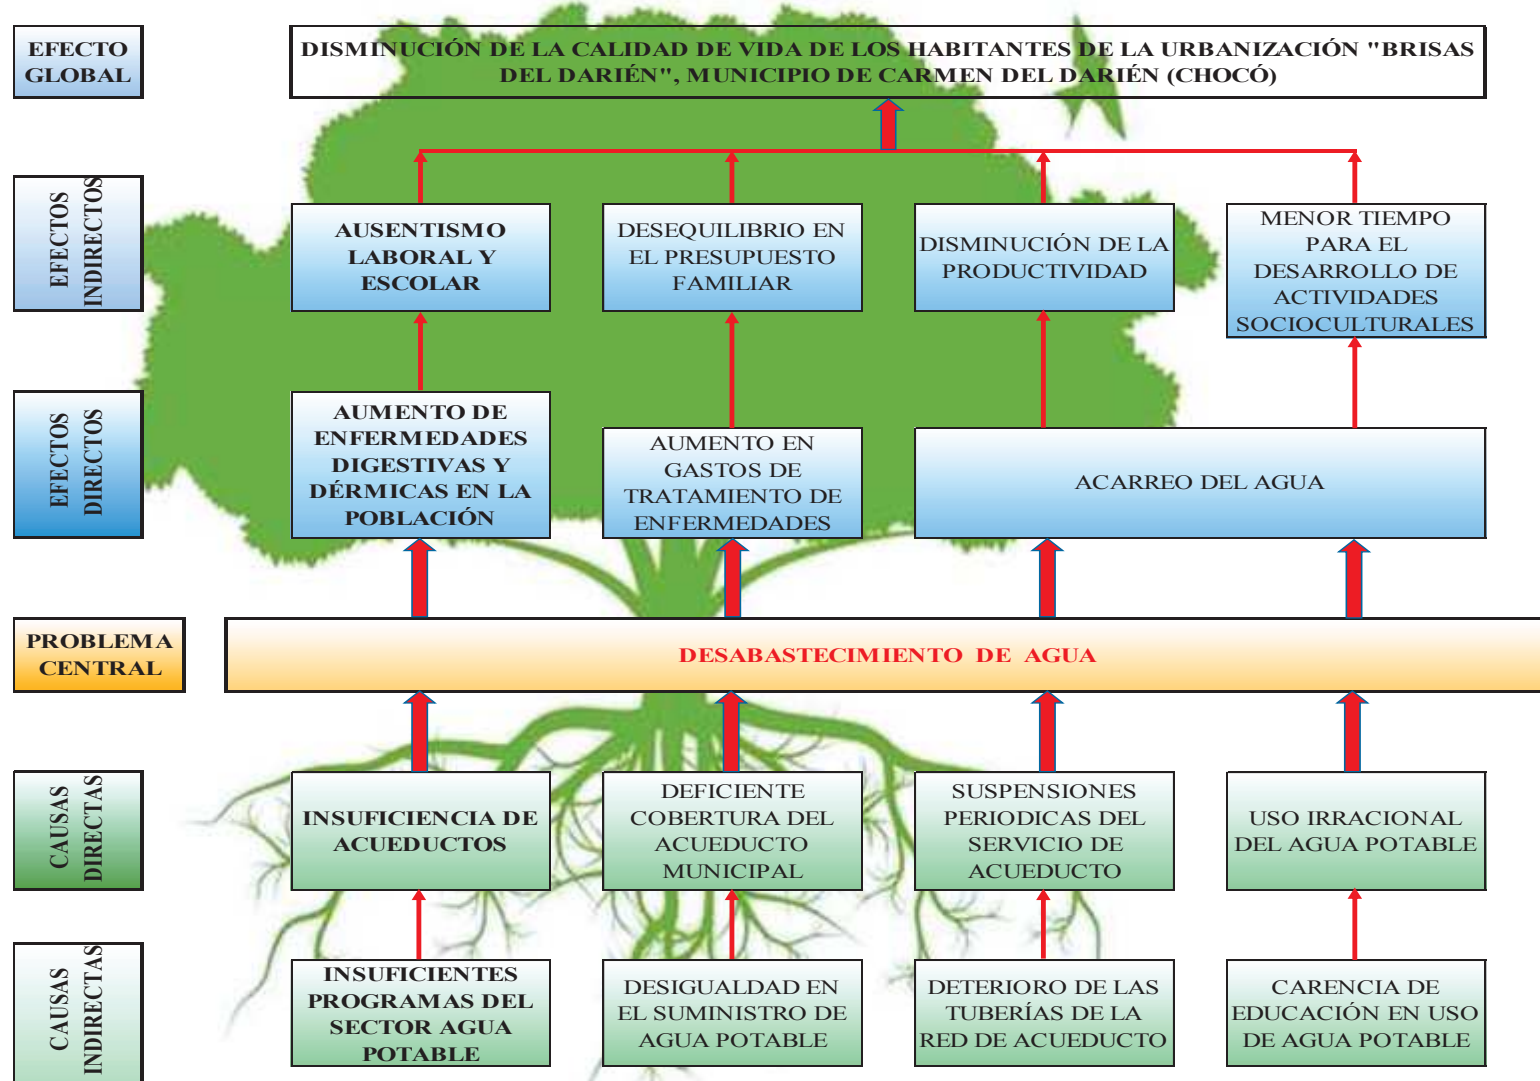 EFECTO
GLOBAL
DISMINUCIÓN DE LA CALIDAD DE VIDA DE LOS HABITANTES DE LA URBANIZACIÓN "BRISAS
DEL DARIÉN", MUNICIPIO DE CARMEN DEL DARIÉN (CHOCÓ)
EFECTOS
INDIRECTOS
AUSENTISMO
LABORAL Y
ESCOLAR
DESEQUILIBRIO EN
EL PRESUPUESTO
FAMILIAR
DISMINUCIÓN DE LA
PRODUCTIVIDAD
MENOR TIEMPO
PARA EL
DESARROLLO DE
ACTIVIDADES
SOCIOCULTURALES
EFECTOS
DIRECTOS
AUMENTO DE
ENFERMEDADES
DIGESTIVAS Y
DÉRMICAS EN LA
POBLACIÓN
AUMENTO EN
GASTOS DE
TRATAMIENTO DE
ENFERMEDADES
ACARREO DEL AGUA
PROBLEMA
CENTRAL
DESABASTECIMIENTO DE AGUA
CAUSAS
DIRECTAS
INSUFICIENCIA DE
ACUEDUCTOS
DEFICIENTE
COBERTURA DEL
ACUEDUCTO
MUNICIPAL
SUSPENSIONES
PERIODICAS DEL
SERVICIO DE
ACUEDUCTO
USO IRRACIONAL
DEL AGUA POTABLE
CAUSAS
INDIRECTAS
INSUFICIENTES
PROGRAMAS DEL
SECTOR AGUA
POTABLE
DESIGUALDAD EN
EL SUMINISTRO DE
AGUA POTABLE
DETERIORO DE LAS
TUBERÍAS DE LA
RED DE ACUEDUCTO
CARENCIA DE
EDUCACIÓN EN USO
DE AGUA POTABLE